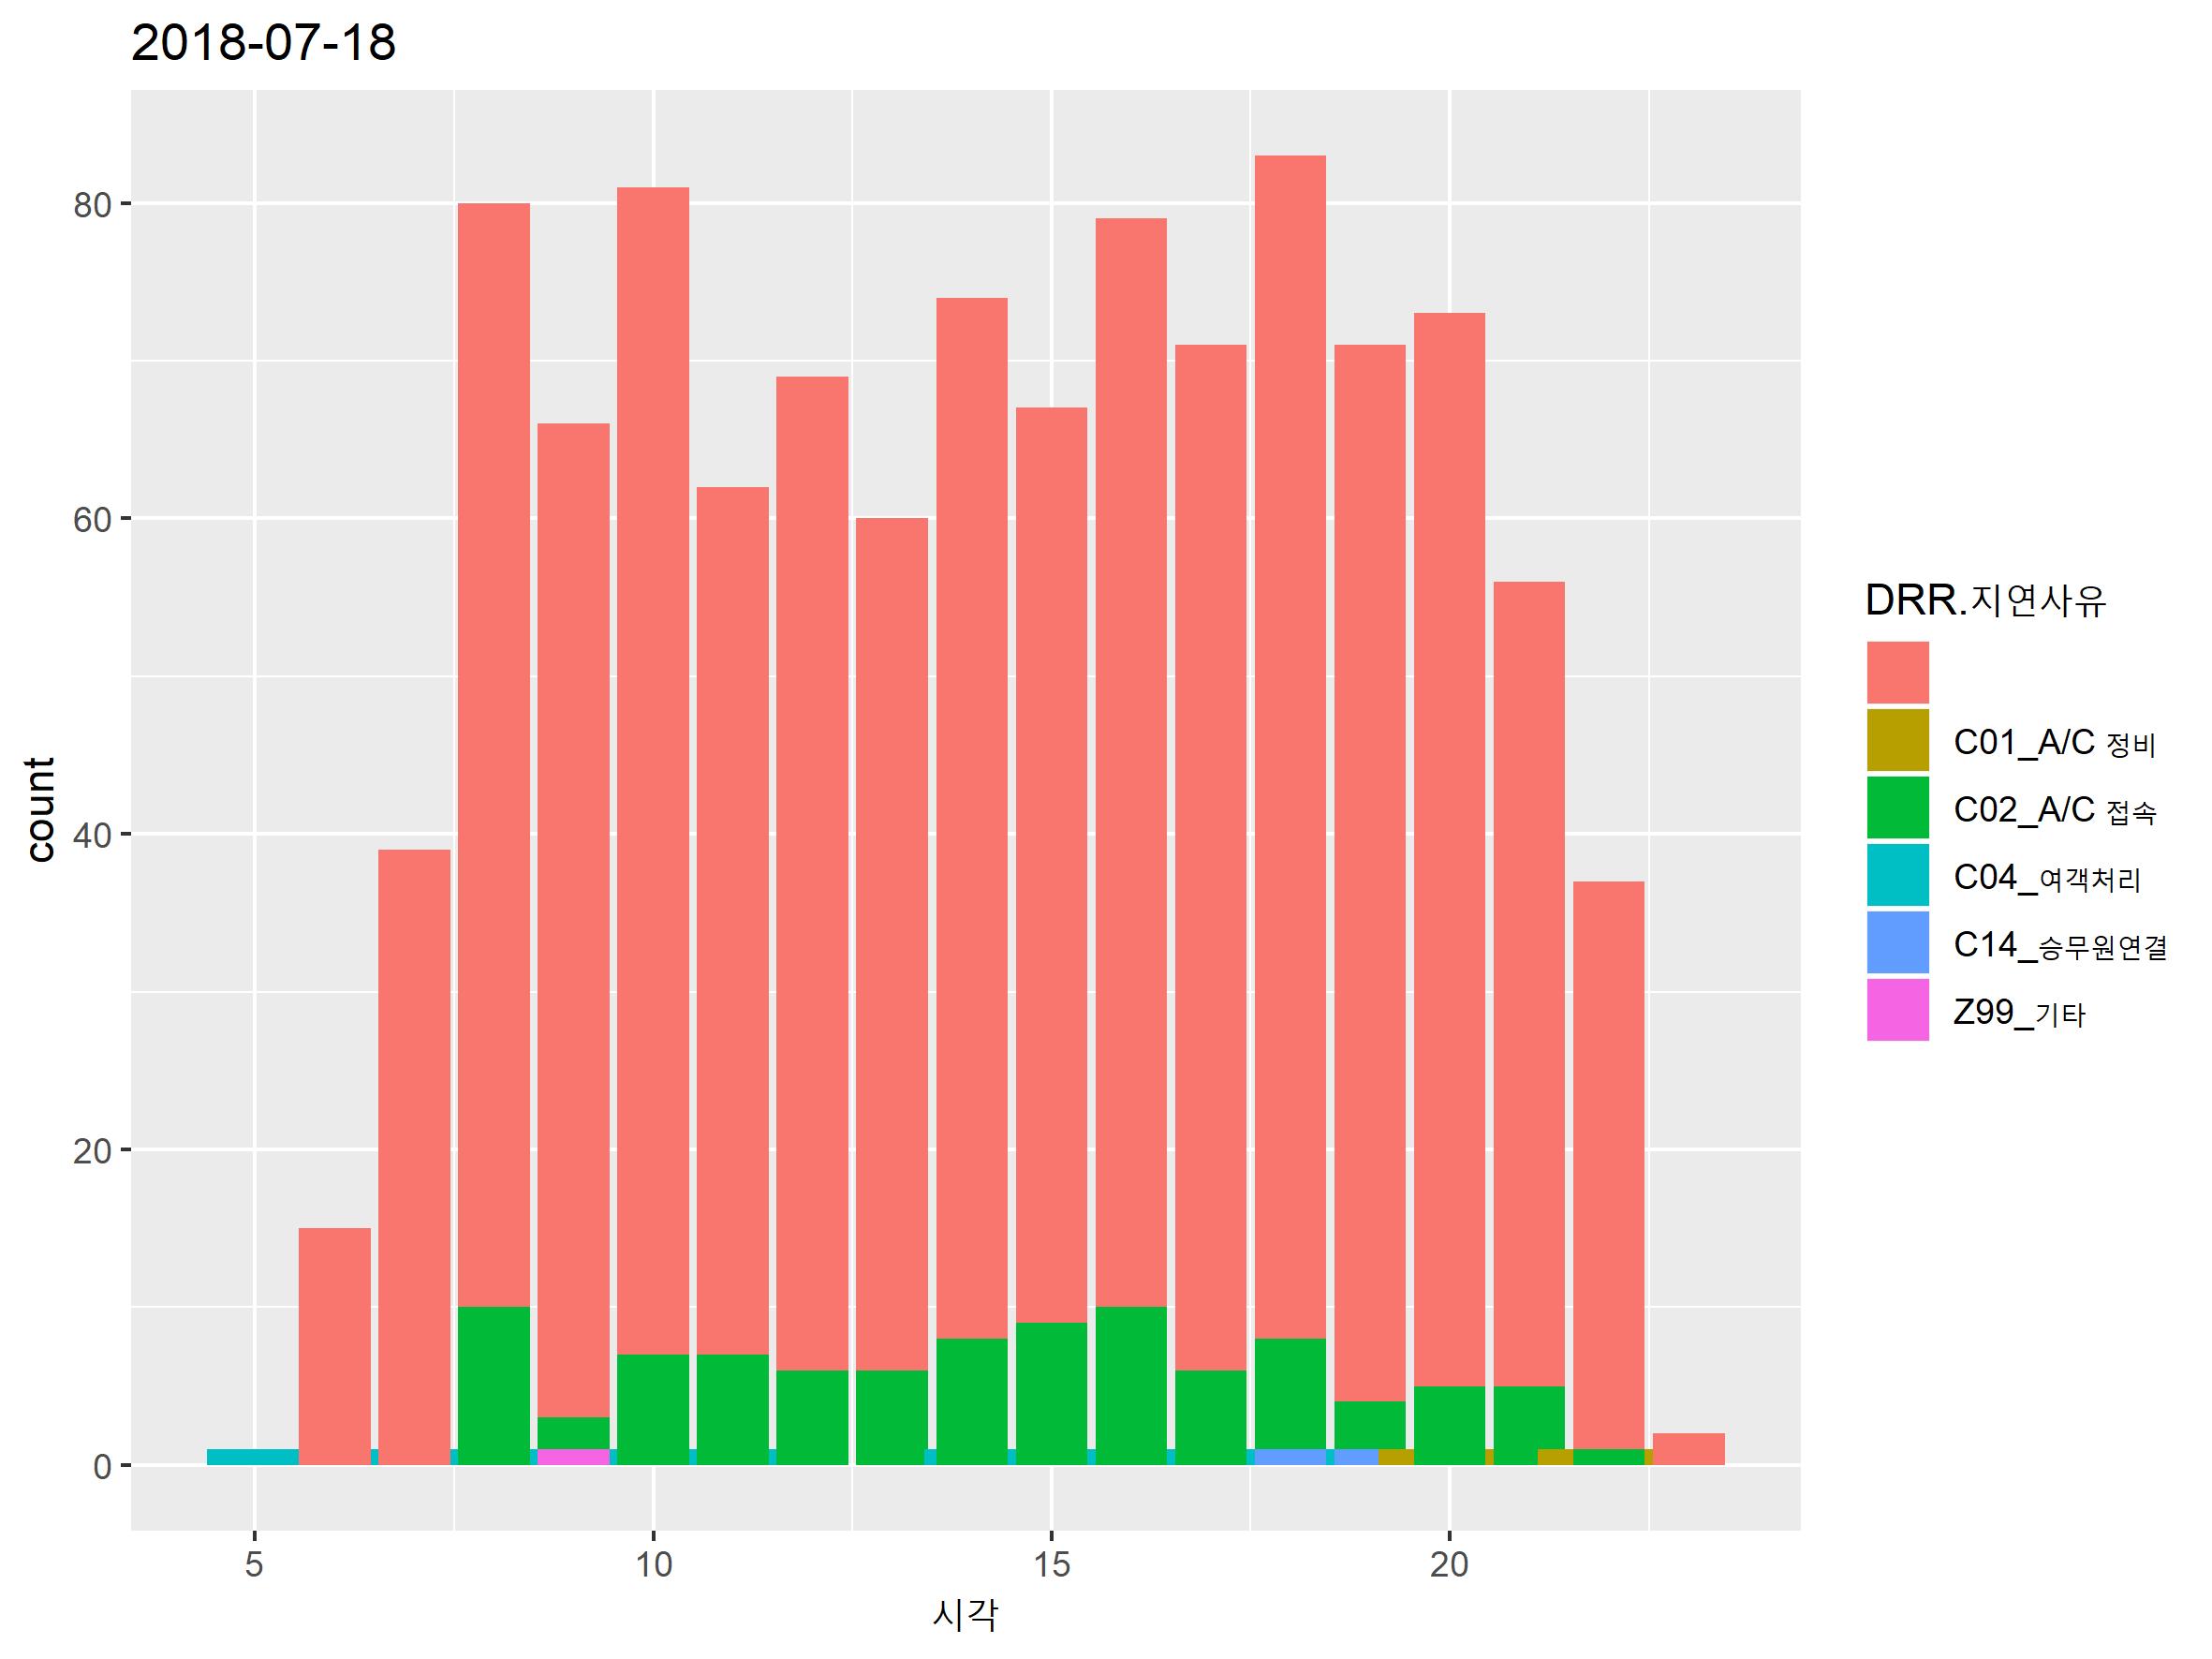 2018-07-18
80
60
40
20
0
count
5 10 15 20
시각
DRR.지연사유
C01_A/C 정비
C02_A/C 접속
C04_여객처리
C14_승무원연결
Z99_기타